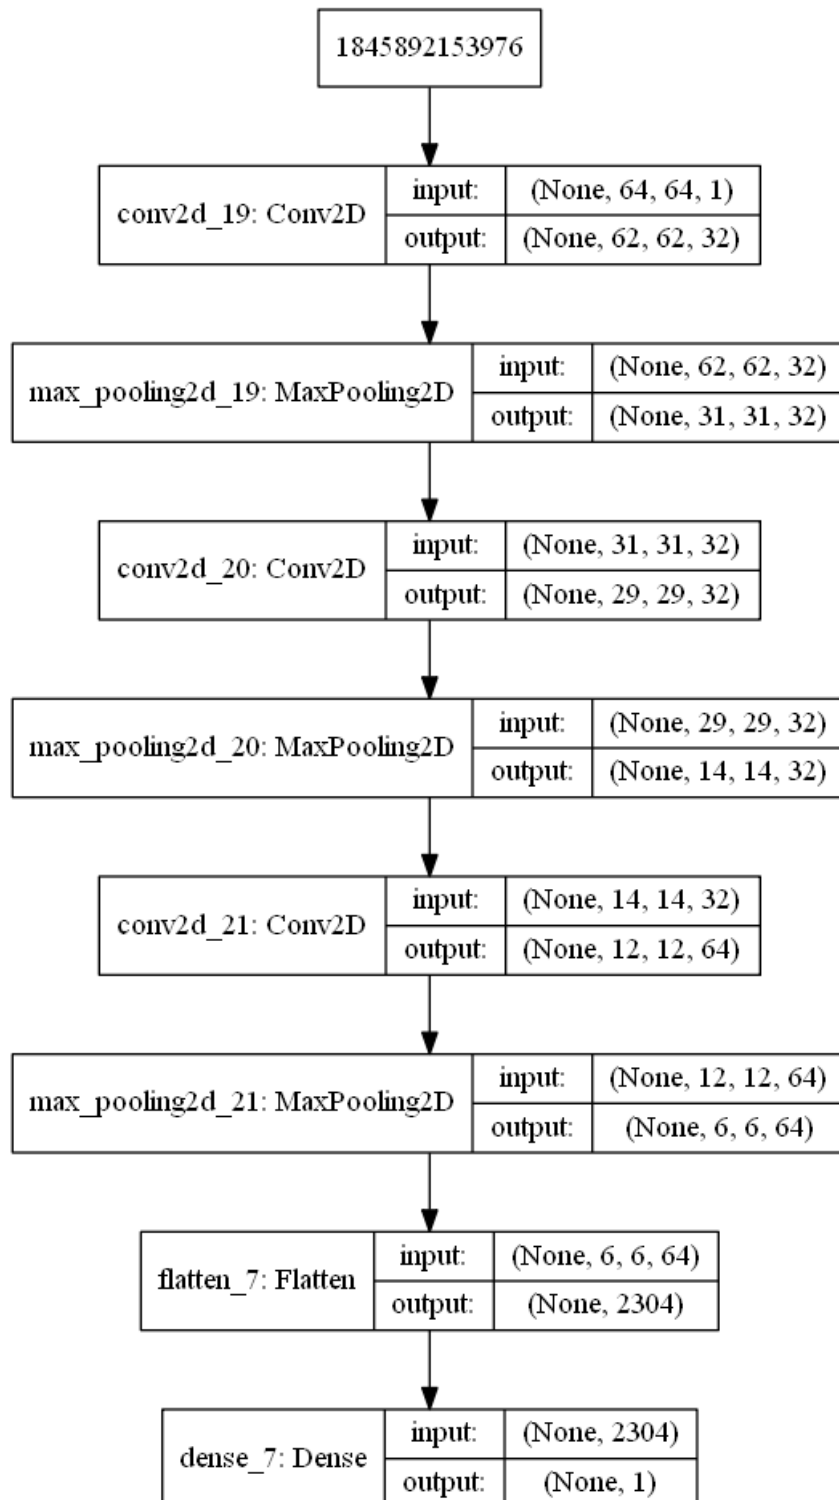 1845892153976
conv2d_19: Conv2D
input: (None, 64, 64, 1)
output: (None, 62, 62, 32)
max_pooling2d_19: MaxPooling2D
input: (None, 62, 62, 32)
output: (None, 31, 31, 32)
conv2d_20: Conv2D
input: (None, 31, 31, 32)
output: (None, 29, 29, 32)
max_pooling2d_20: MaxPooling2D
input: (None, 29, 29, 32)
output: (None, 14, 14, 32)
conv2d_21: Conv2D
input: (None, 14, 14, 32)
output: (None, 12, 12, 64)
max_pooling2d_21: MaxPooling2D
input: (None, 12, 12, 64)
output: (None, 6, 6, 64)
flatten_7: Flatten
input: (None, 6, 6, 64)
output: (None, 2304)
dense_7: Dense
input: (None, 2304)
output: (None, 1)